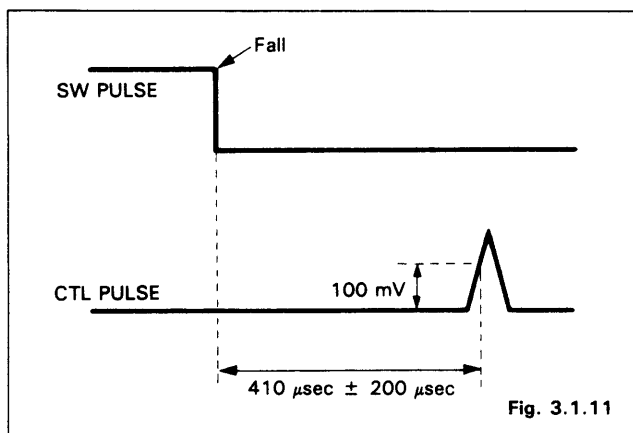 Fall
SW PULSE
CTL PULSE
100 mV
410 μsec ± 200 μsec
Fig. 3.1.11